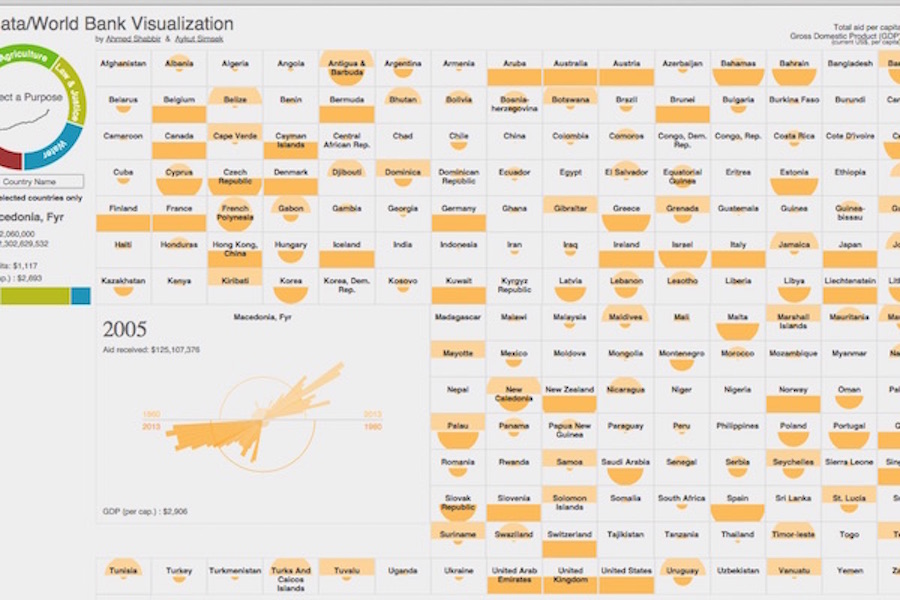 ata/World Bank Visualization
by Ahmed Shabbir & Aykut Simsek
Total aid per capita
Gross Domestic Product (GDP)
(current US$, per capita)
Agriculture
Law & Justice
ect a Purpose
Water
Country Name
elected countries only
cedonia, Fyr
2,060,000
2,302,629,532
ita: $1,117
p.) : $2,693
Afghanistan Albania Algeria Angola Antigua & Barbuda Argentina Armenia Aruba Australia Austria Azerbaijan Bahamas Bahrain Bangladesh
Belarus Belgium Belize Benin Bermuda Bhutan Bolivia Bosnia-herzegovina Botswana Brazil Brunei Bulgaria Burkina Faso Burundi
Cameroon Canada Cape Verde Cayman Islands Central African Rep. Chad Chile China Colombia Comoros Congo, Dem. Rep. Congo, Rep. Costa Rica Cote D'ivoire
Cuba Cyprus Czech Republic Denmark Djibouti Dominica Dominican Republic Ecuador Egypt El Salvador Equatorial Guinea Eritrea Estonia Ethiopia
Finland France French Polynesia Gabon Gambia Georgia Germany Ghana Gibraltar Greece Grenada Guatemala Guinea Guinea-bissau
Haiti Honduras Hong Kong, China Hungary Iceland India Indonesia Iran Iraq Ireland Israel Italy Jamaica Japan
Kazakhstan Kenya Kiribati Korea Korea, Dem. Rep. Kosovo Kuwait Kyrgyz Republic Latvia Lebanon Lesotho Liberia Libya Liechtenstein
Macedonia, Fyr
2005
Aid received: $125,107,376
1960 2013
2013 1960
GDP (per cap.) : $2,906
Madagascar Malawi Malaysia Maldives Mali Malta Marshall Islands Mauritania
Mayotte Mexico Moldova Mongolia Montenegro Morocco Mozambique Myanmar
Nepal New Caledonia New Zealand Nicaragua Niger Nigeria Norway Oman
Palau Panama Papua New Guinea Paraguay Peru Philippines Poland Portugal
Romania Rwanda Samoa Saudi Arabia Senegal Serbia Seychelles Sierra Leone
Slovak Republic Slovenia Solomon Islands Somalia South Africa Spain Sri Lanka St. Lucia
Suriname Swaziland Switzerland Tajikistan Tanzania Thailand Timor-leste Togo
Tunisia Turkey Turkmenistan Turks And Caicos Islands Tuvalu Uganda Ukraine United Arab Emirates United Kingdom United States Uruguay Uzbekistan Vanuatu Yemen